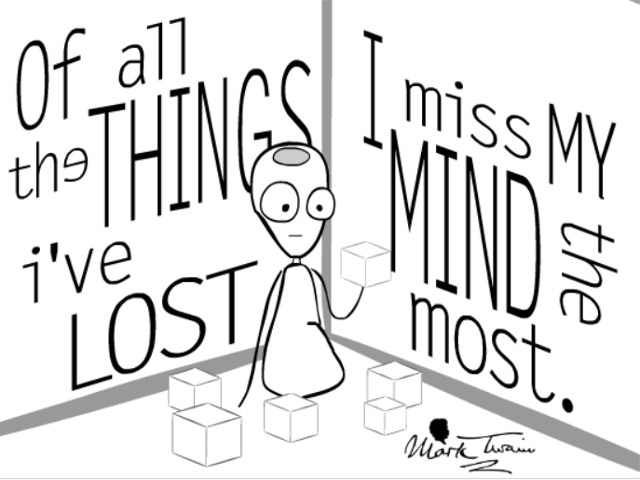 Of all
the THINGS
i've
LOST
I miss MY
MIND the
most.
Mark Twain